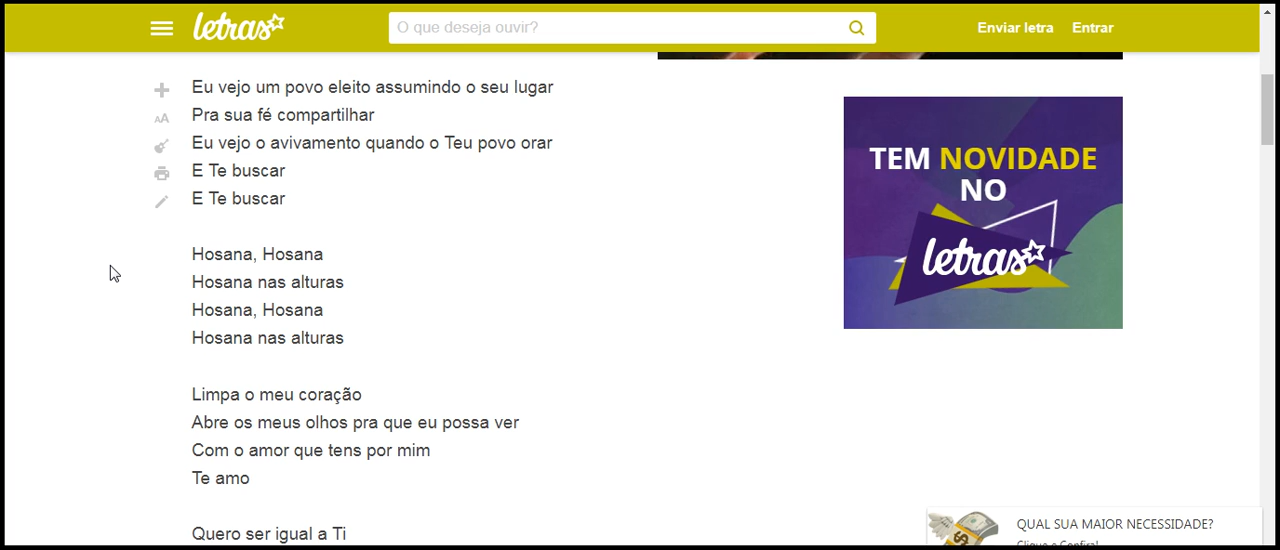 letras
O que deseja ouvir?
Enviar letra
Entrar
Eu vejo um povo eleito assumindo o seu lugar
AA
Pra sua fé compartilhar
Eu vejo o avivamento quando o Teu povo orar
E Te buscar
E Te buscar
Hosana, Hosana
Hosana nas alturas
Hosana, Hosana
Hosana nas alturas
Limpa o meu coração
Abre os meus olhos pra que eu possa ver
Com o amor que tens por mim
Te amo
Quero ser igual a Ti
TEM NOVIDADE
NO
letras
QUAL SUA MAIOR NECESSIDADE?
Clique e Confira!